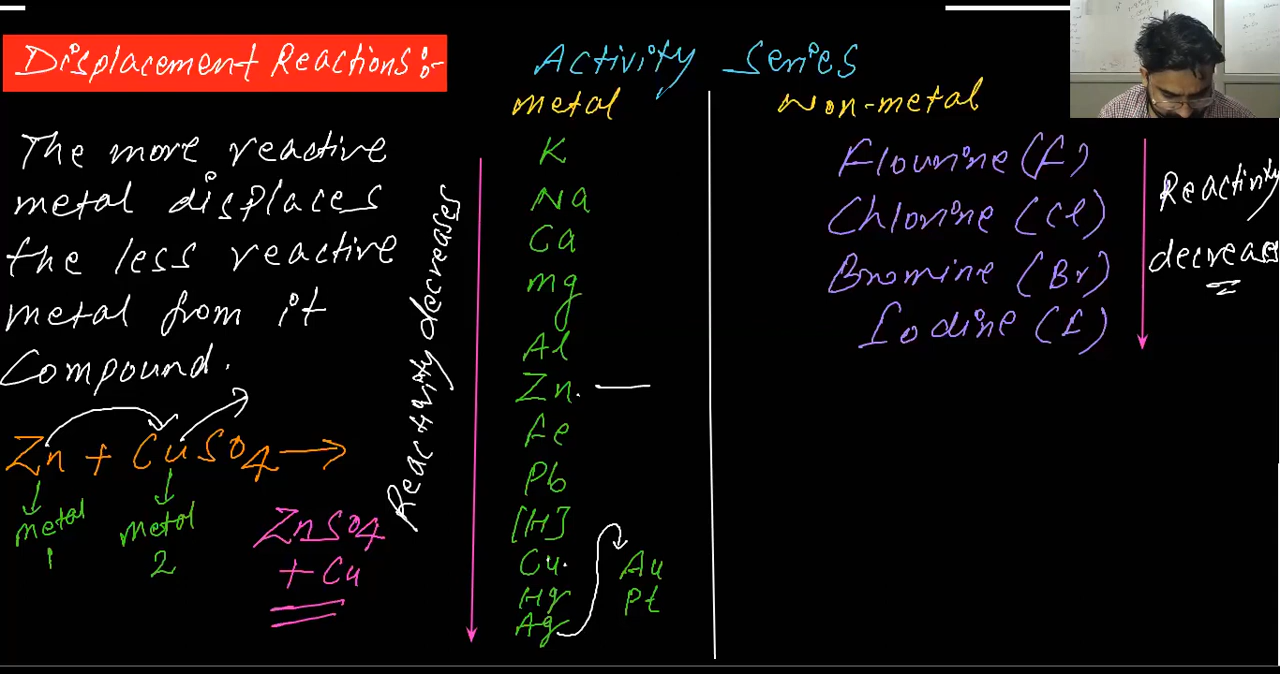 Displacement Reactions:-
The more reactive
metal displaces
the less reactive
metal from it
Compound.
Zn + CuSO4 →
metal
1
metal
2
ZnSO4
+ Cu
Reactivity decreases
Activity Series
metal
K
Na
Ca
mg
Al
Zn
Fe
Pb
[H]
Cu
Hg
Ag
Au
Pt
Non-metal
Flourine (F)
Chlorine (Cl)
Bromine (Br)
Iodine (I)
Reactivity
decreases